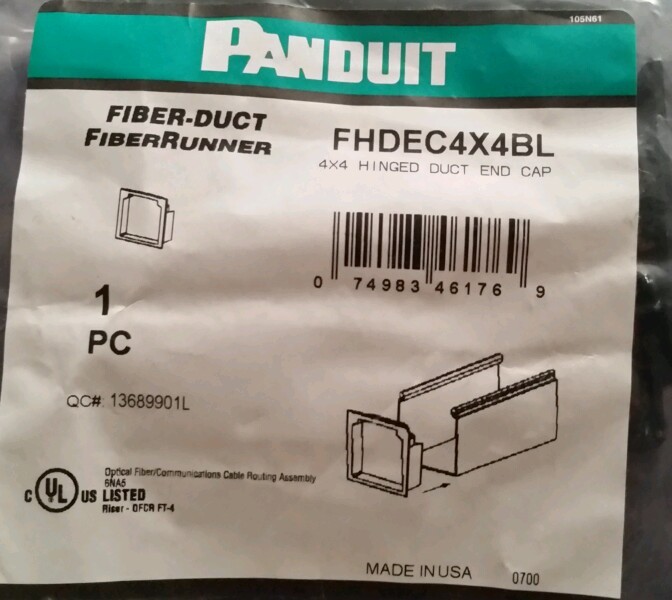 105N61
PANDUIT
FIBER-DUCT
FIBERRUNNER
FHDEC4X4BL
4X4 HINGED DUCT END CAP
0 74983 46176 9
1
PC
QC#: 13689901L
Optical Fiber/Communications Cable Routing Assembly
6NA5
C UL US LISTED
Riser - OFCR FT-4
MADE IN USA 0700